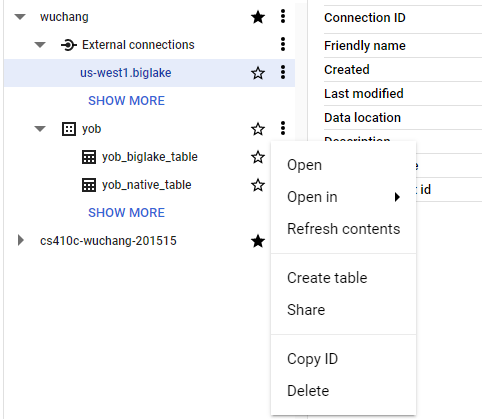 wuchang
External connections
us-west1.biglake
SHOW MORE
yob
yob_biglake_table
yob_native_table
SHOW MORE
cs410c-wuchang-201515
Connection ID
Friendly name
Created
Last modified
Data location
Description
t id
Open
Open in
Refresh contents
Create table
Share
Copy ID
Delete